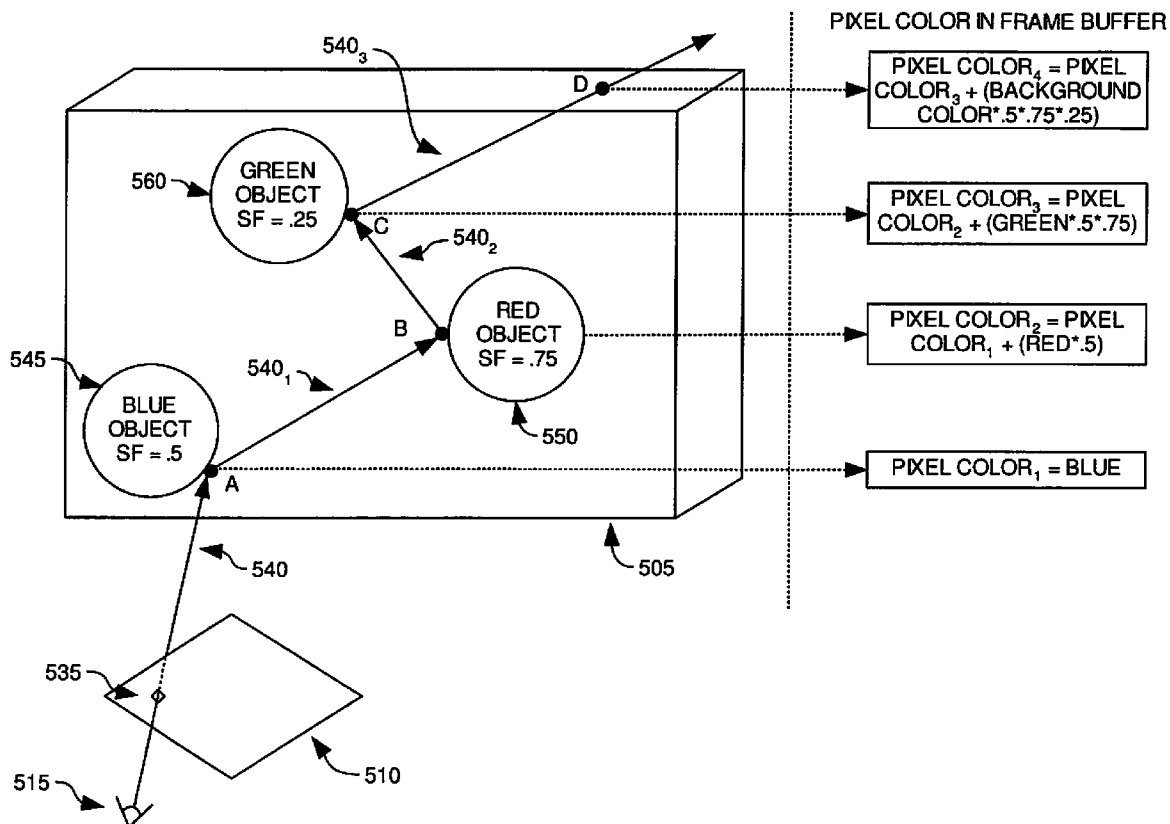 PIXEL COLOR IN FRAME BUFFER
540₃
D
PIXEL COLOR₄ = PIXEL
COLOR₃ + (BACKGROUND
COLOR*.5*.75*.25)
560
GREEN
OBJECT
SF = .25
C
PIXEL COLOR₃ = PIXEL
COLOR₂ + (GREEN*.5*.75)
540₂
B
RED
OBJECT
SF = .75
PIXEL COLOR₂ = PIXEL
COLOR₁ + (RED*.5)
545
540₁
BLUE
OBJECT
SF = .5
550
A
PIXEL COLOR₁ = BLUE
540
505
535
510
515